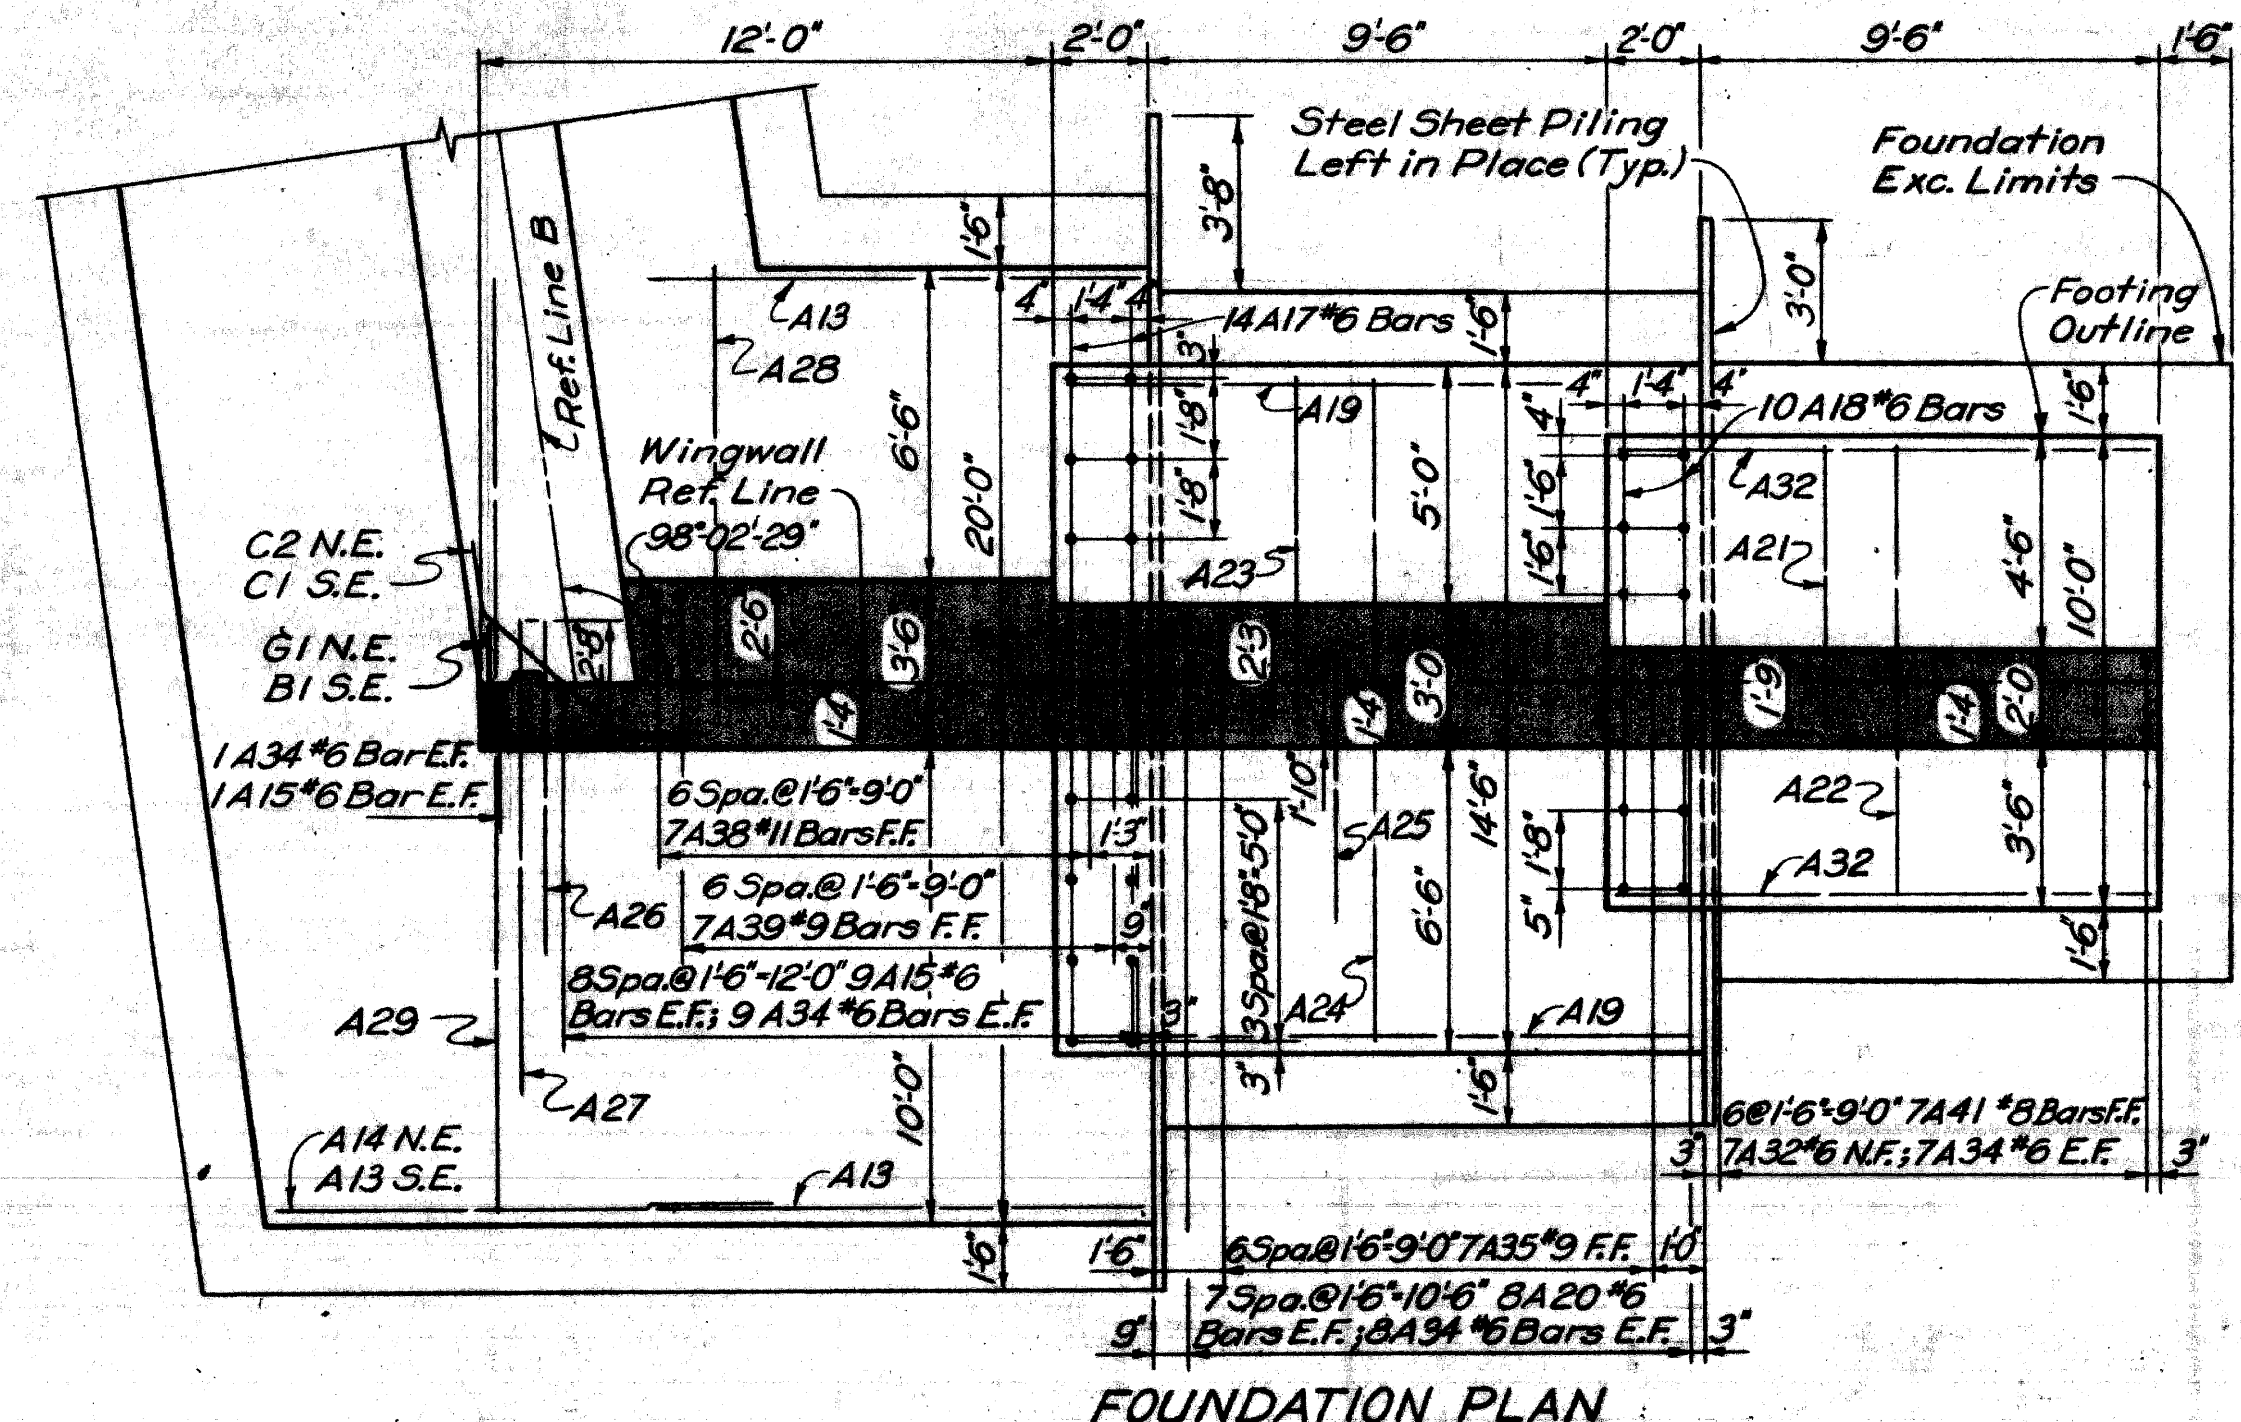 12'-0" 2'-0" 9'-6" 2'-0" 9'-6" 1'-6"
Steel Sheet Piling
Left in Place (Typ.)
Foundation
Exc. Limits
3'-8"
3'-0"
1'-6"
Ref. Line B
A13
A28
4" 1'-4" 4"
14 A17 #6 Bars
1'-6"
Footing
Outline
3"
1'-8"
1'-8"
A19
4" 1'-4" 4"
4"
10 A18 #6 Bars
1'-6"
6'-6"
20'-0"
5'-0"
1'-6"
1'-6"
A32
A21
4'-6"
10'-0"
Wingwall
Ref. Line
98°-02'-29"
A23
C2 N.E.
C1 S.E.
G1 N.E.
B1 S.E.
2'-8"
2'-6
3'-6
1'-4
2'-3
1'-4
3'-0
1'-9
1'-4
2'-0
1 A34 #6 Bar E.F.
1 A15 #6 Bar E.F.
6 Spa. @ 1'-6" = 9'-0"
7 A38 #11 Bars F.F.
1'-3"
6 Spa. @ 1'-6" = 9'-0"
7 A39 #9 Bars F.F.
9"
8 Spa. @ 1'-6" = 12'-0" 9 A15 #6
Bars E.F.; 9 A34 #6 Bars E.F.
3"
A26
A29
A27
3 Spa. @ 1'-8" = 5'-0"
3"
1'-10"
A25
A24
14'-6"
6'-6"
1'-8"
5"
A22
A32
3'-6"
1'-6"
A19
1'-6"
10'-0"
A14 N.E.
A13 S.E.
A13
1'-6"
6 @ 1'-6" = 9'-0" 7 A41 #8 Bars F.F.
3" 7 A32 #6 N.F.; 7 A34 #6 E.F. 3"
1'-6" 6 Spa. @ 1'-6" = 9'-0" 7 A35 #9 F.F. 1'-0"
7 Spa. @ 1'-6" = 10'-6" 8 A20 #6
9" Bars E.F.; 8 A34 #6 Bars E.F. 3"
FOUNDATION PLAN